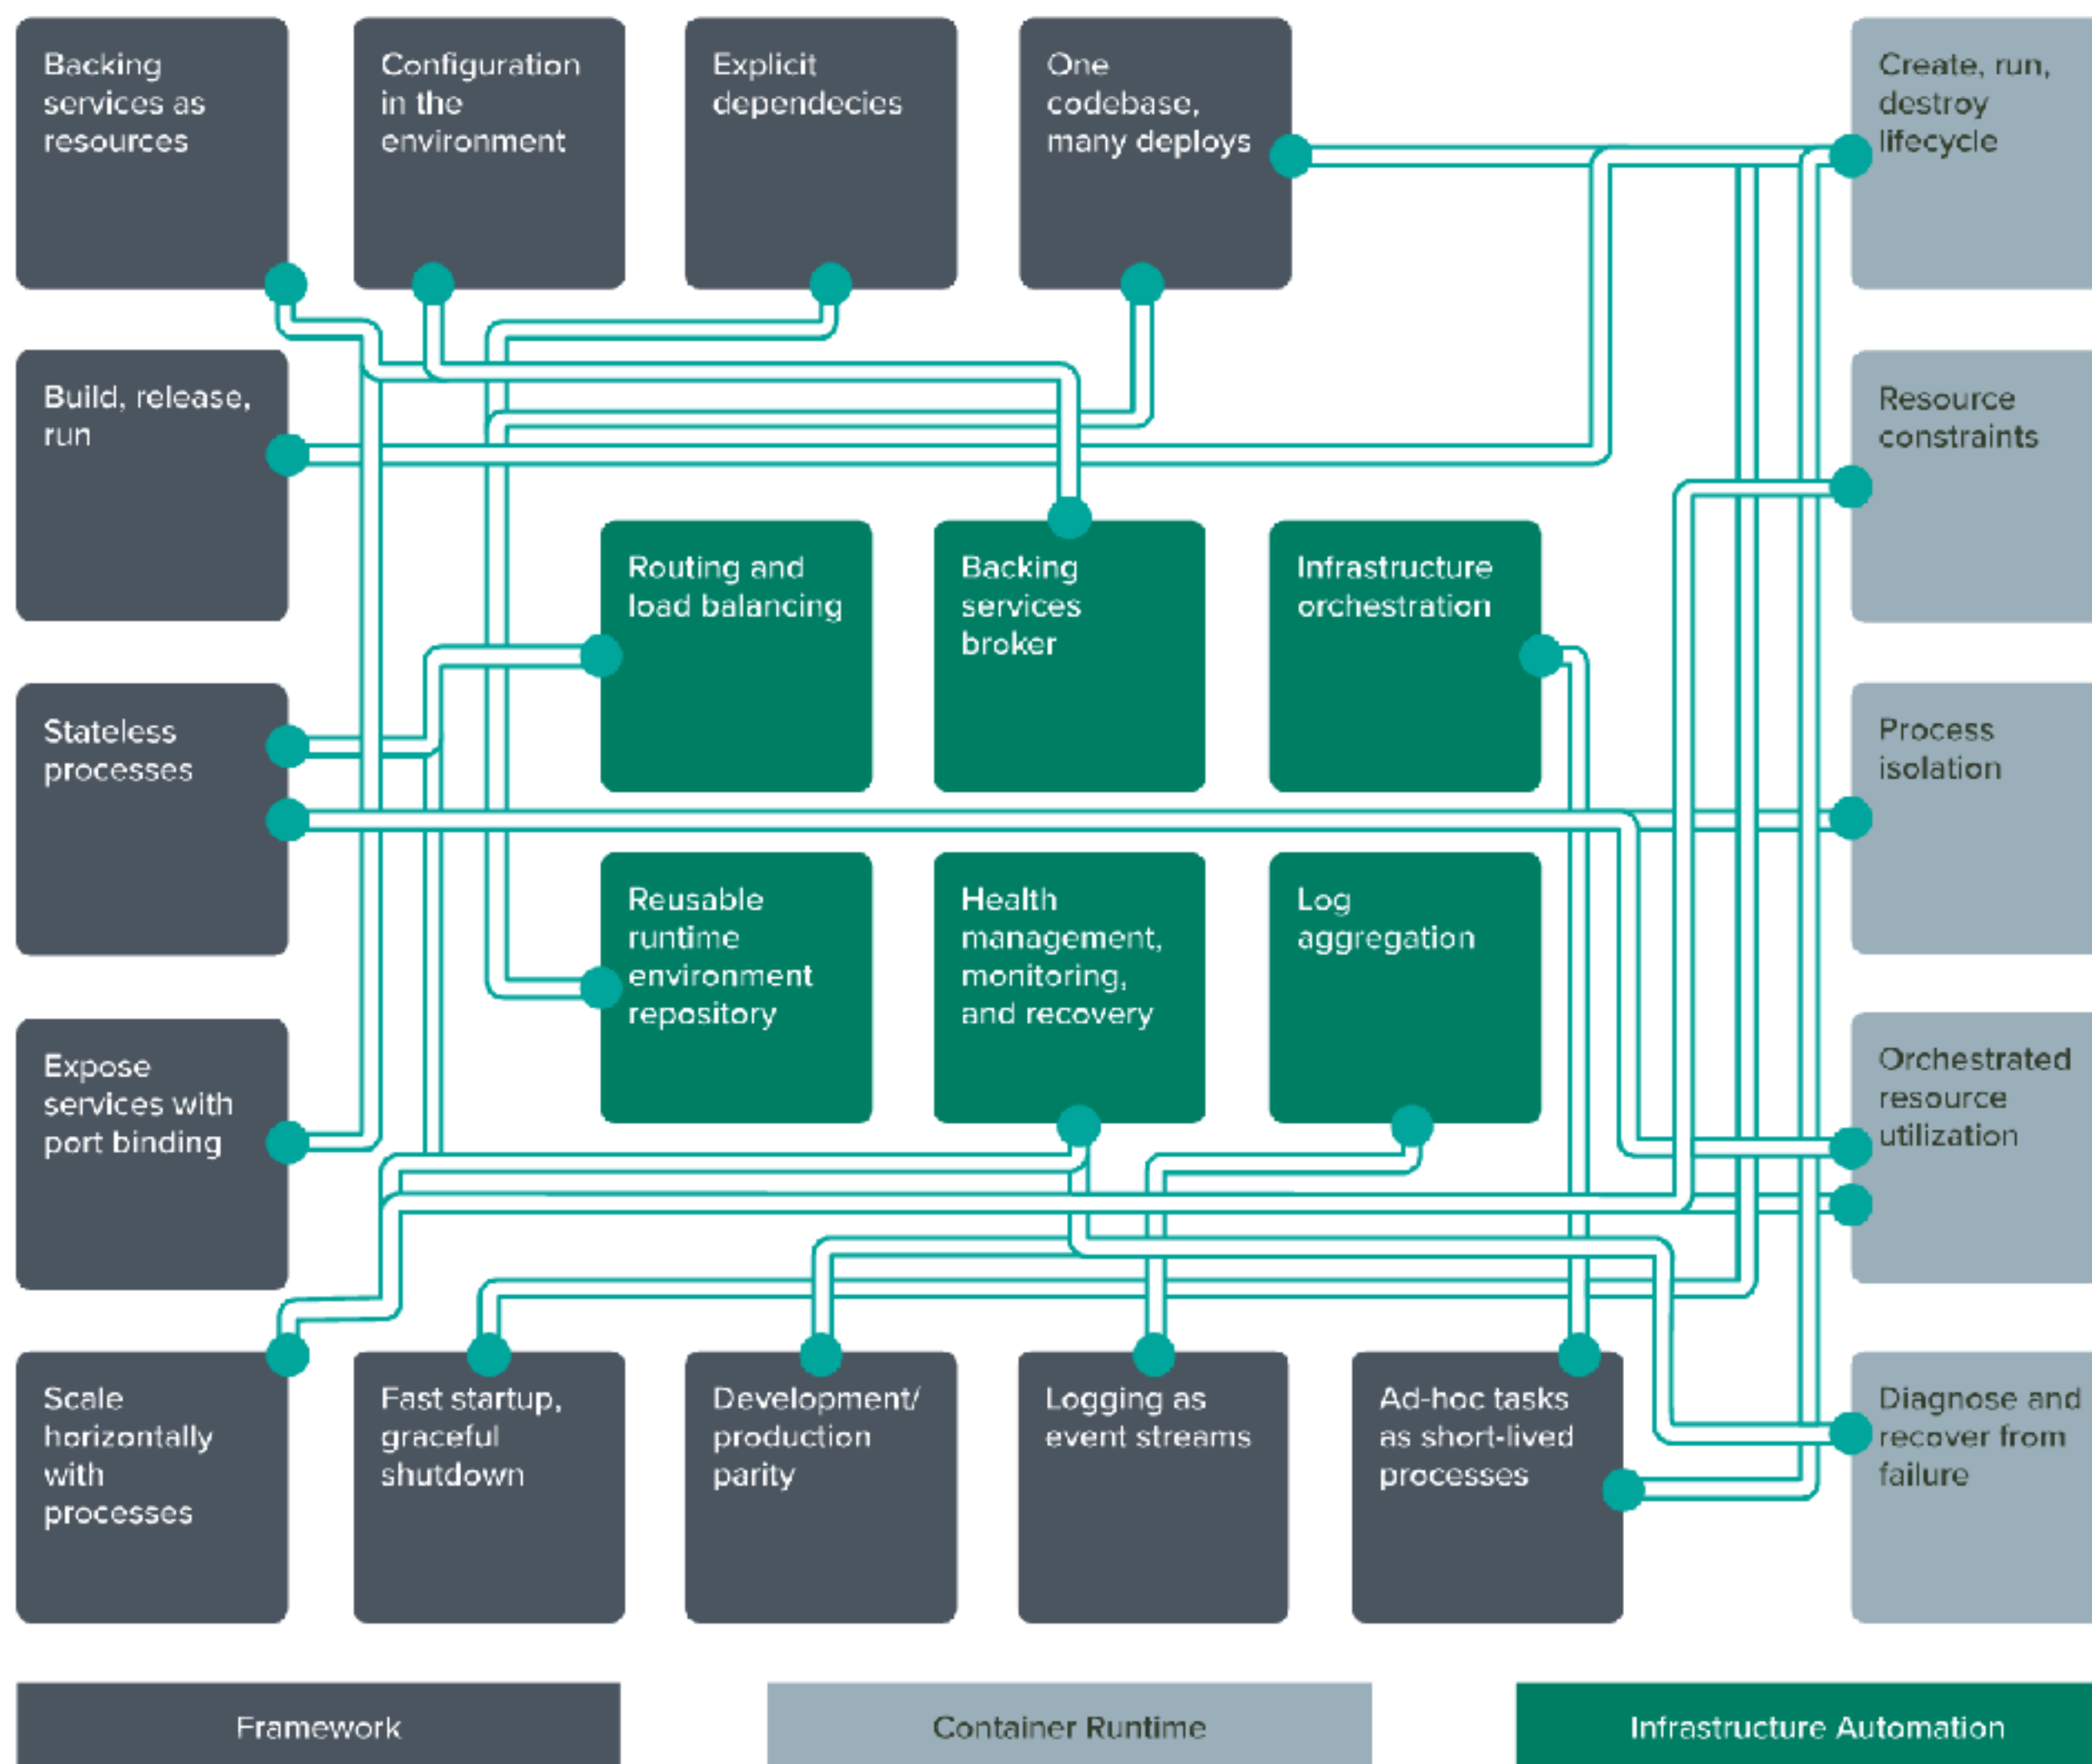 Backing
services as
resources
Configuration
in the
environment
Explicit
dependecies
One
codebase,
many deploys
Create, run,
destroy
lifecycle
Build, release,
run
Resource
constraints
Routing and
load balancing
Backing
services
broker
Infrastructure
orchestration
Stateless
processes
Process
isolation
Reusable
runtime
environment
repository
Health
management,
monitoring,
and recovery
Log
aggregation
Expose
services with
port binding
Orchestrated
resource
utilization
Scale
horizontally
with
processes
Fast startup,
graceful
shutdown
Development/
production
parity
Logging as
event streams
Ad-hoc tasks
as short-lived
processes
Diagnose and
recover from
failure
Framework
Container Runtime
Infrastructure Automation